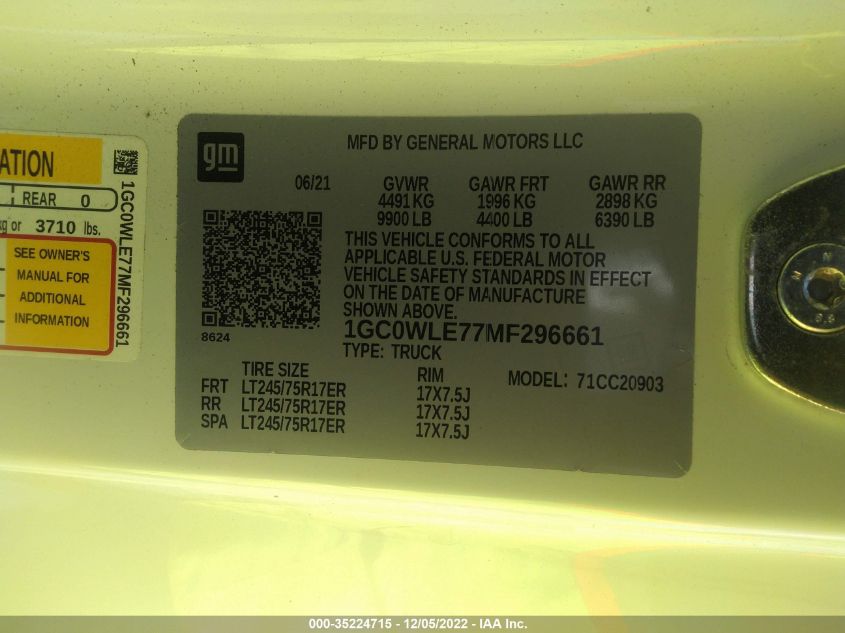 ATION
REAR 0
kg or 3710 lbs.
SEE OWNER'S
MANUAL FOR
ADDITIONAL
INFORMATION
1GC0WLE77MF296661
gm
MFD BY GENERAL MOTORS LLC
06/21 GVWR GAWR FRT GAWR RR
4491 KG 1996 KG 2898 KG
9900 LB 4400 LB 6390 LB
THIS VEHICLE CONFORMS TO ALL
APPLICABLE U.S. FEDERAL MOTOR
VEHICLE SAFETY STANDARDS IN EFFECT
ON THE DATE OF MANUFACTURE
SHOWN ABOVE.
8624
1GC0WLE77MF296661
TYPE: TRUCK
TIRE SIZE RIM MODEL: 71CC20903
FRT LT245/75R17ER 17X7.5J
RR LT245/75R17ER 17X7.5J
SPA LT245/75R17ER 17X7.5J
000-35224715 - 12/05/2022 - IAA Inc.